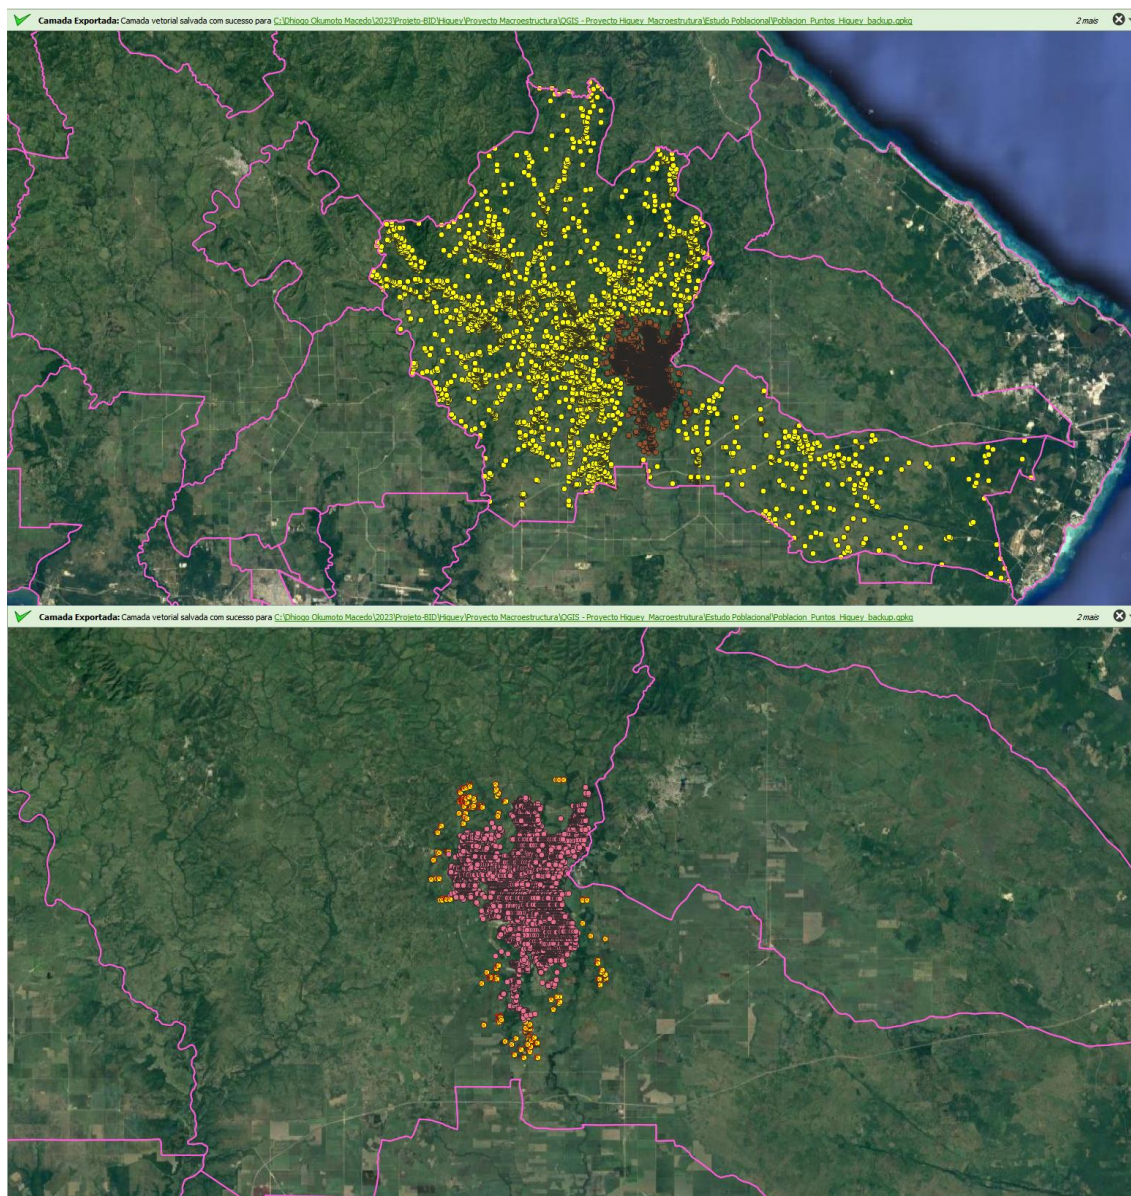 Camada Exportada: Camada vetorial salva com sucesso para C:\Dhiogo Okumoto Macedo\2023\Projeto-BID\Higuey\Proyecto Macroestructura\QGIS - Proyecto Higuey_Macroestrutura\Estudo Poblacional\Poblacion_Puntos_Higuey_backup.gpkg 2 mais
Camada Exportada: Camada vetorial salva com sucesso para C:\Dhiogo Okumoto Macedo\2023\Projeto-BID\Higuey\Proyecto Macroestructura\QGIS - Proyecto Higuey_Macroestrutura\Estudo Poblacional\Poblacion_Puntos_Higuey_backup.gpkg 2 mais